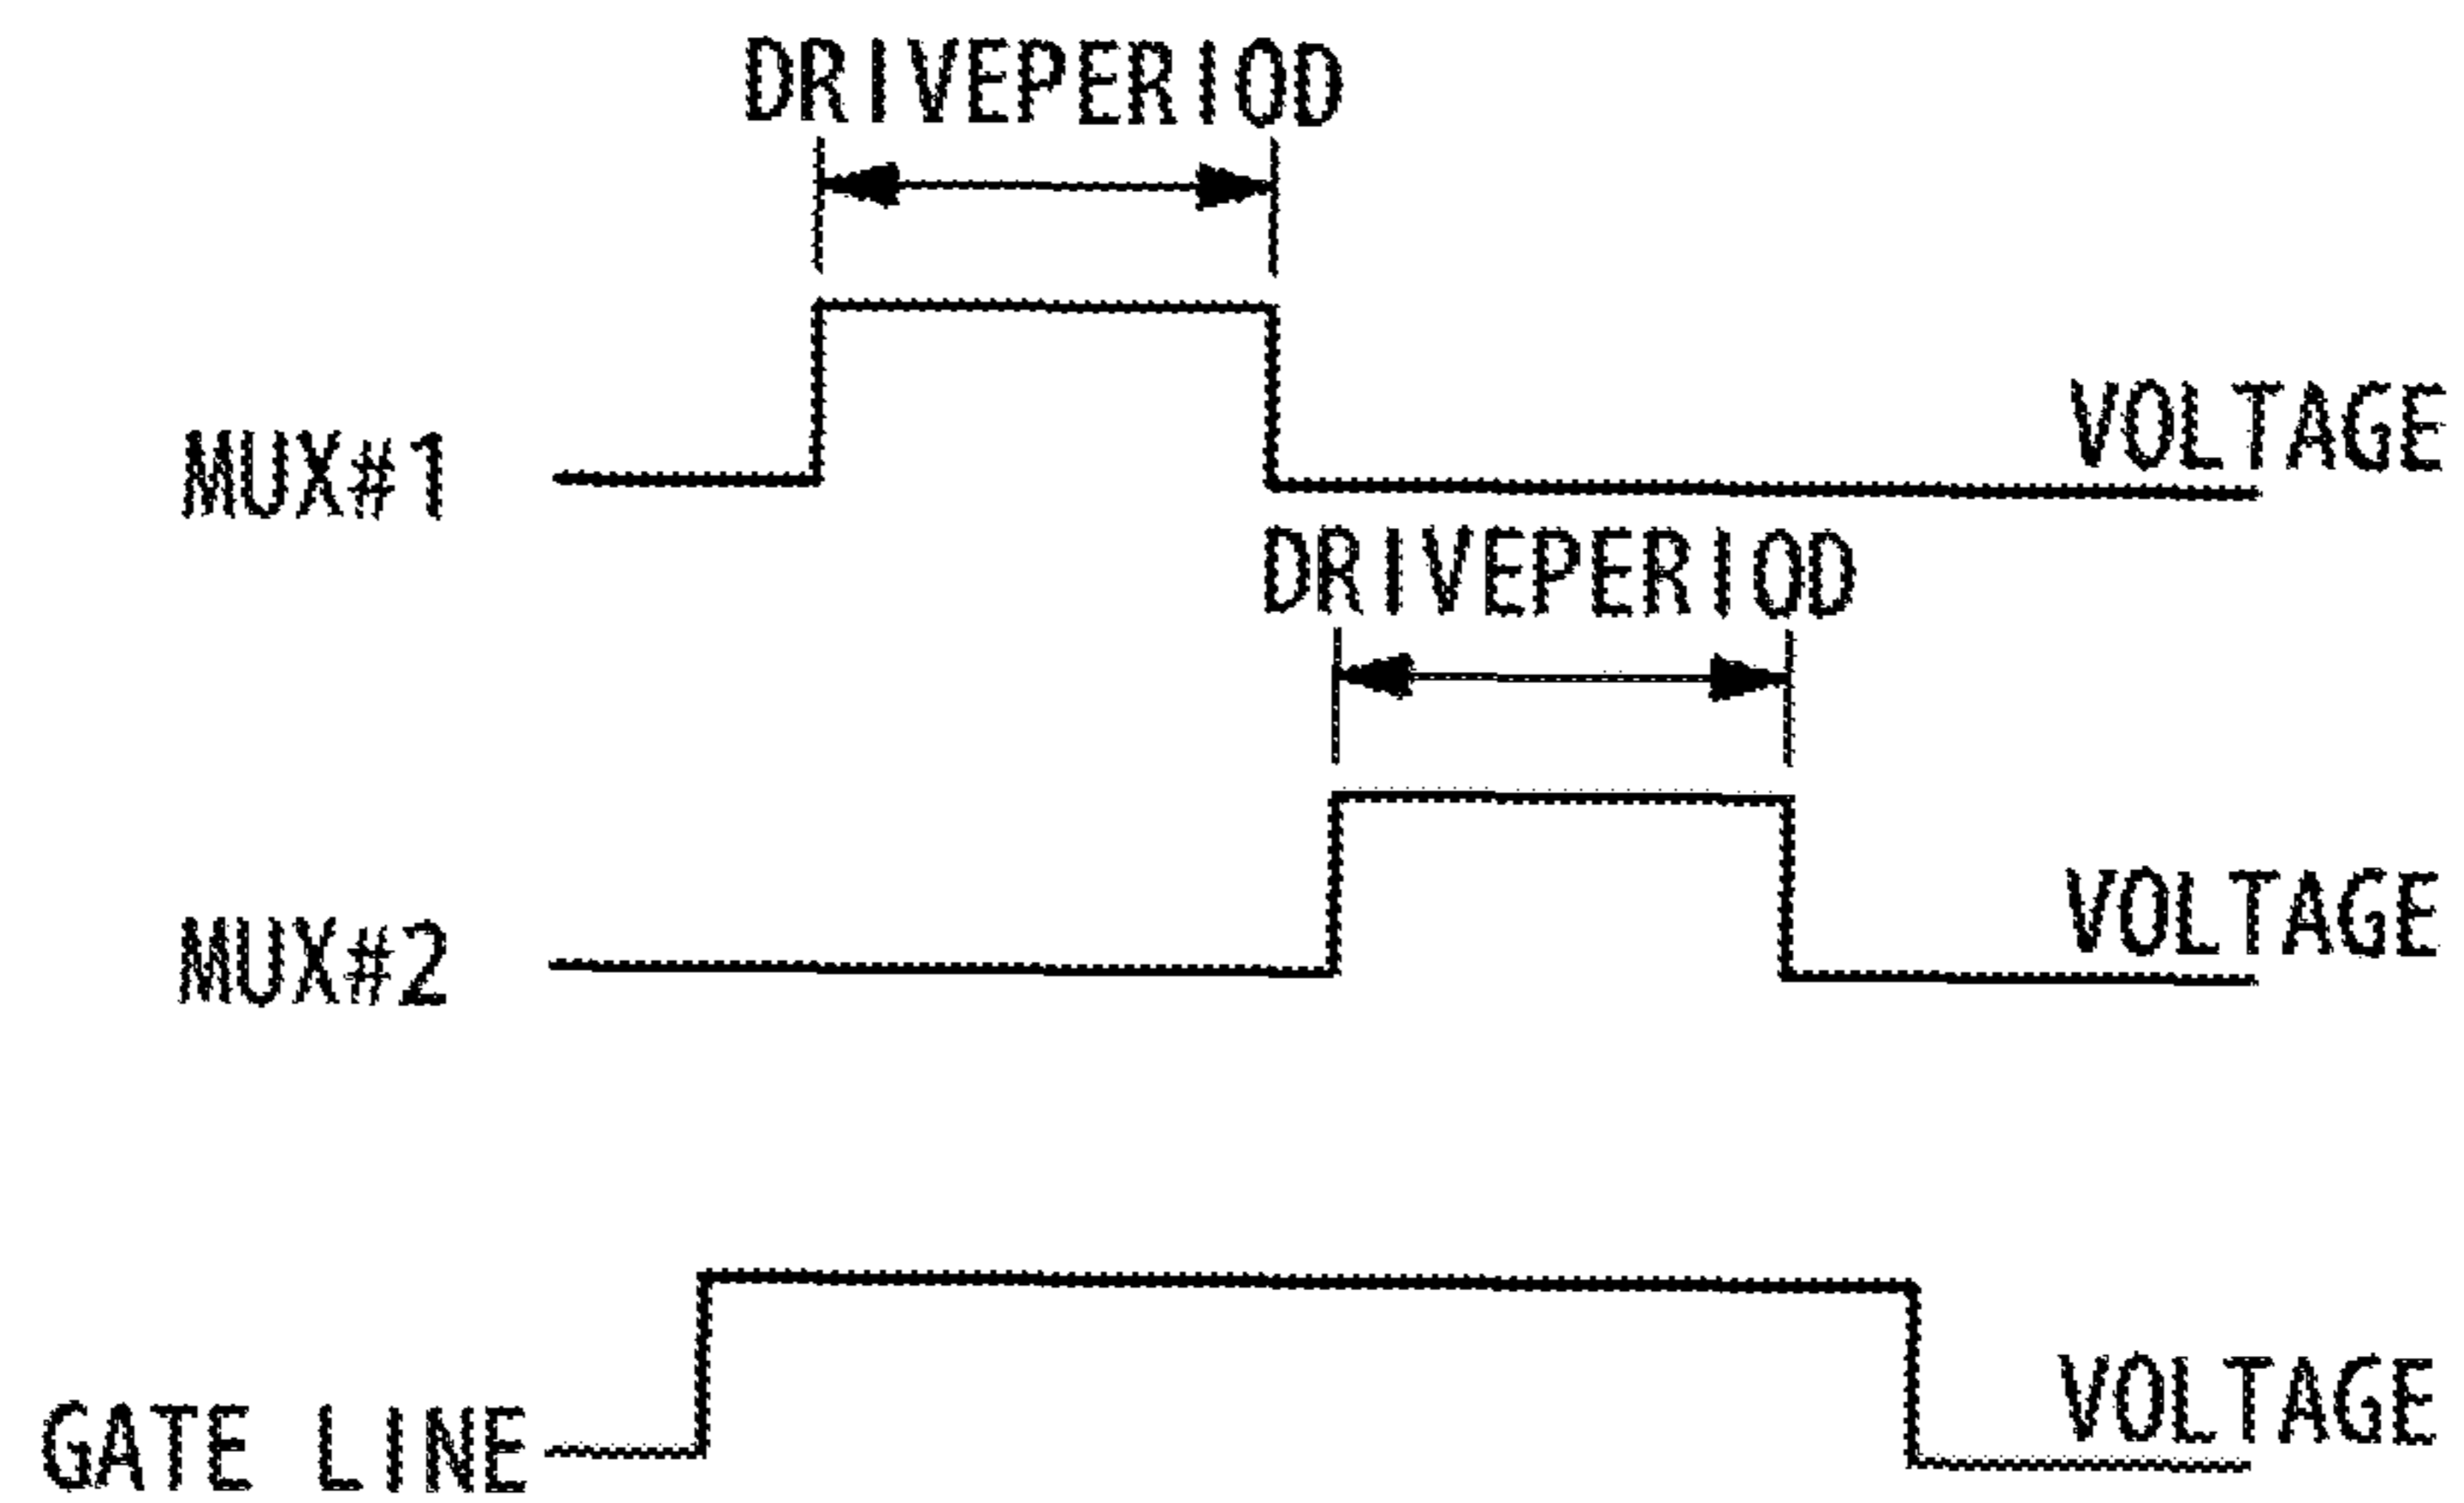 DRIVEPERIOD
MUX#1
VOLTAGE
DRIVEPERIOD
MUX#2
VOLTAGE
GATE LINE
VOLTAGE